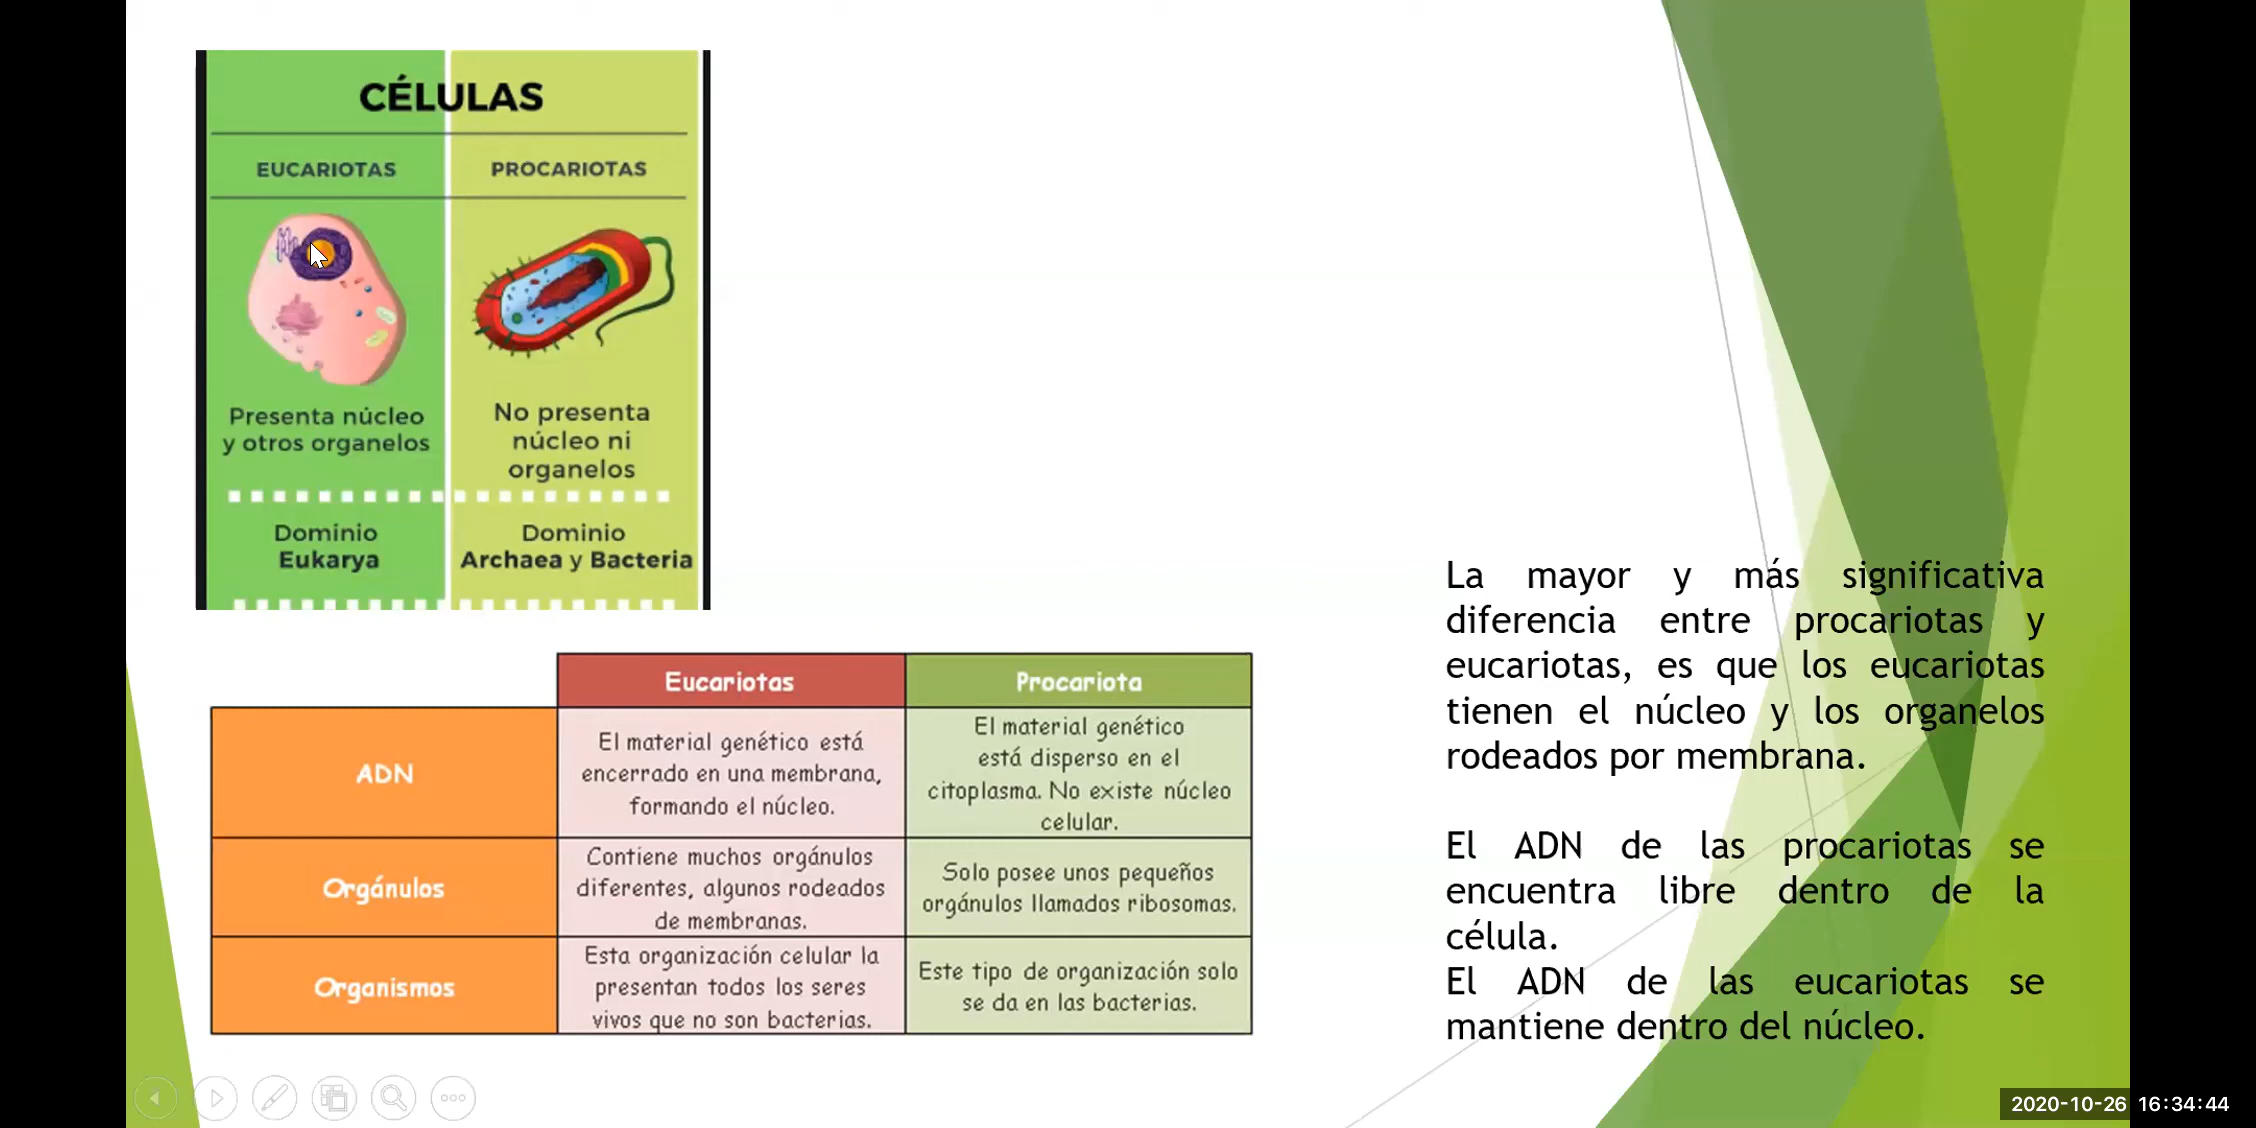 CÉLULAS
EUCARIOTAS
PROCARIOTAS
Presenta núcleo
y otros organelos
No presenta
núcleo ni
organelos
Dominio
Eukarya
Dominio
Archaea y Bacteria
Eucariotas
Procariota
ADN
El material genético está
encerrado en una membrana,
formando el núcleo.
El material genético
está disperso en el
citoplasma. No existe núcleo
celular.
Orgánulos
Contiene muchos orgánulos
diferentes, algunos rodeados
de membranas.
Solo posee unos pequeños
orgánulos llamados ribosomas.
Organismos
Esta organización celular la
presentan todos los seres
vivos que no son bacterias.
Este tipo de organización solo
se da en las bacterias.
La mayor y más significativa
diferencia entre procariotas y
eucariotas, es que los eucariotas
tienen el núcleo y los organelos
rodeados por membrana.
El ADN de las procariotas se
encuentra libre dentro de la
célula.
El ADN de las eucariotas se
mantiene dentro del núcleo.
2020-10-26 16:34:44